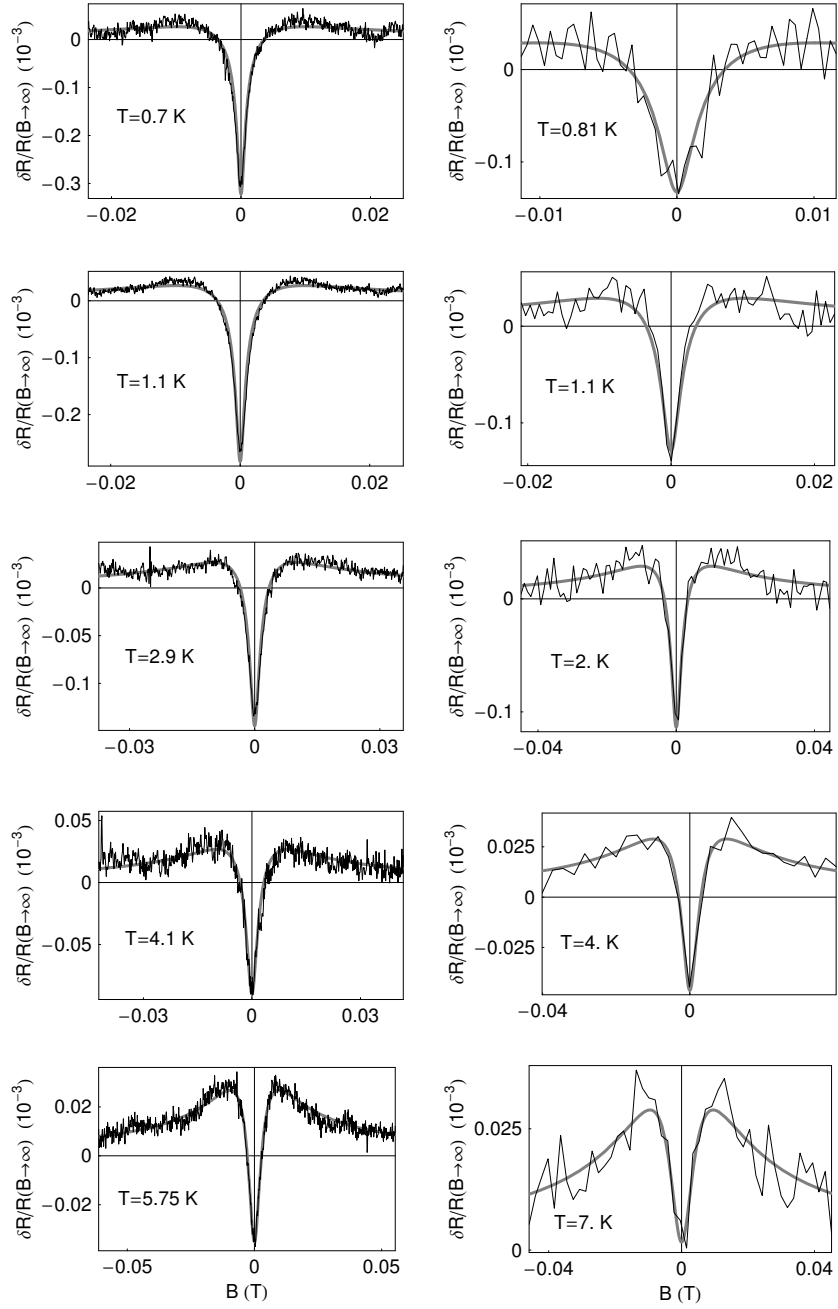 δR/R(B→∞) (10⁻³)
0
−0.1
−0.2
−0.3
T=0.7 K
−0.02
0
0.02
δR/R(B→∞) (10⁻³)
0
−0.1
T=0.81 K
−0.01
0
0.01
δR/R(B→∞) (10⁻³)
0
−0.1
−0.2
T=1.1 K
−0.02
0
0.02
δR/R(B→∞) (10⁻³)
0
−0.1
T=1.1 K
−0.02
0
0.02
δR/R(B→∞) (10⁻³)
0
−0.05
−0.1
T=2.9 K
−0.03
0
0.03
δR/R(B→∞) (10⁻³)
0
−0.1
T=2. K
−0.04
0
0.04
δR/R(B→∞) (10⁻³)
0.05
0
−0.05
T=4.1 K
−0.03
0
0.03
δR/R(B→∞) (10⁻³)
0.025
0
−0.025
T=4. K
−0.04
0
0.04
δR/R(B→∞) (10⁻³)
0.02
0
−0.02
T=5.75 K
−0.05
0
0.05
B (T)
δR/R(B→∞) (10⁻³)
0.025
0
T=7. K
−0.04
0
0.04
B (T)